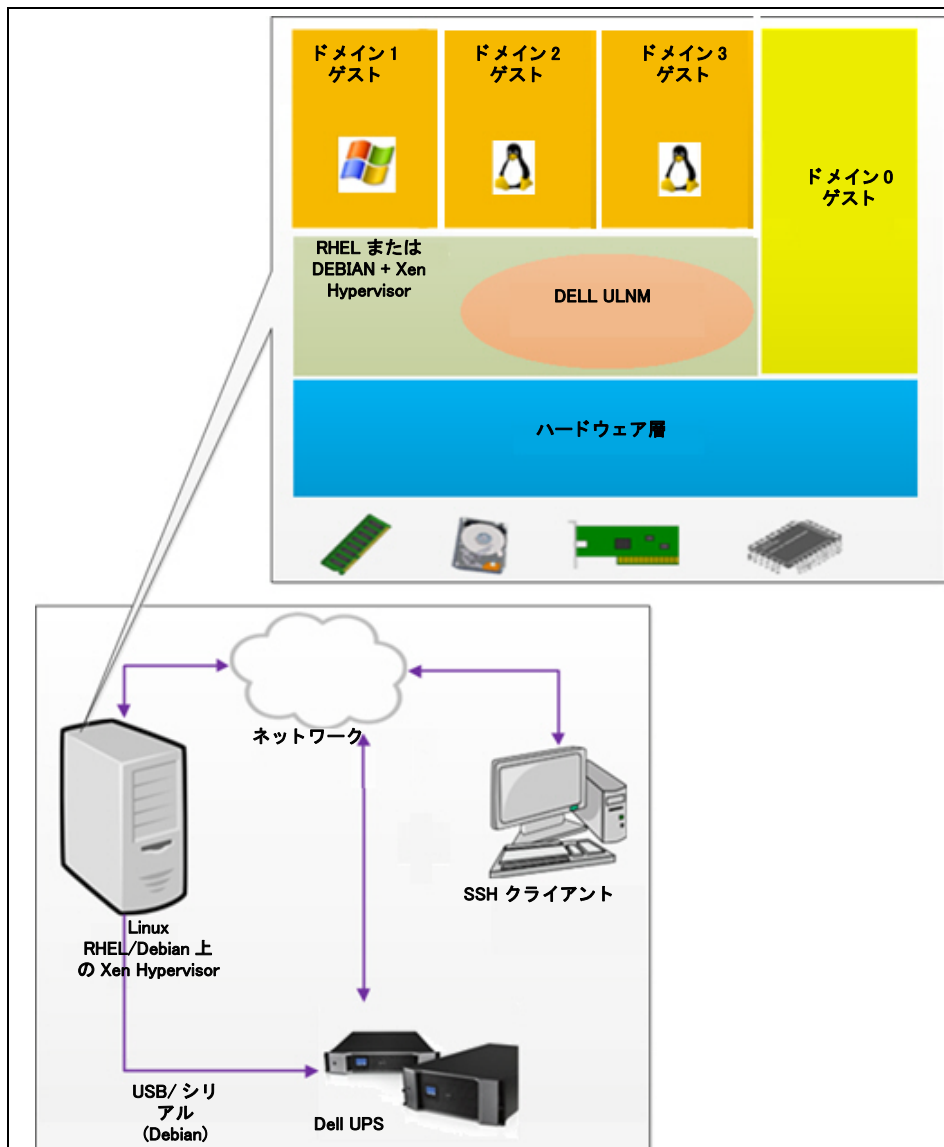 ドメイン 1
ゲスト
ドメイン 2
ゲスト
ドメイン 3
ゲスト
ドメイン 0
ゲスト
RHEL または
DEBIAN + Xen
Hypervisor
DELL ULNM
ハードウェア層
ネットワーク
SSH クライアント
Linux
RHEL/Debian 上
の Xen Hypervisor
USB/ シリ
アル
(Debian)
Dell UPS